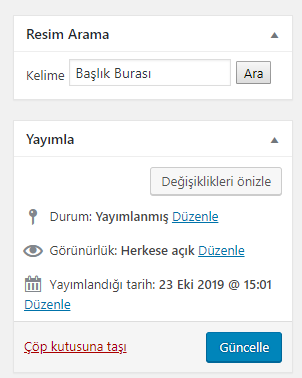 Resim Arama
Kelime Başlık Burası Ara
Yayımla
Değişiklikleri önizle
Durum: Yayımlanmış Düzenle
Görünürlük: Herkese açık Düzenle
Yayımlandığı tarih: 23 Eki 2019 @ 15:01
Düzenle
Çöp kutusuna taşı Güncelle